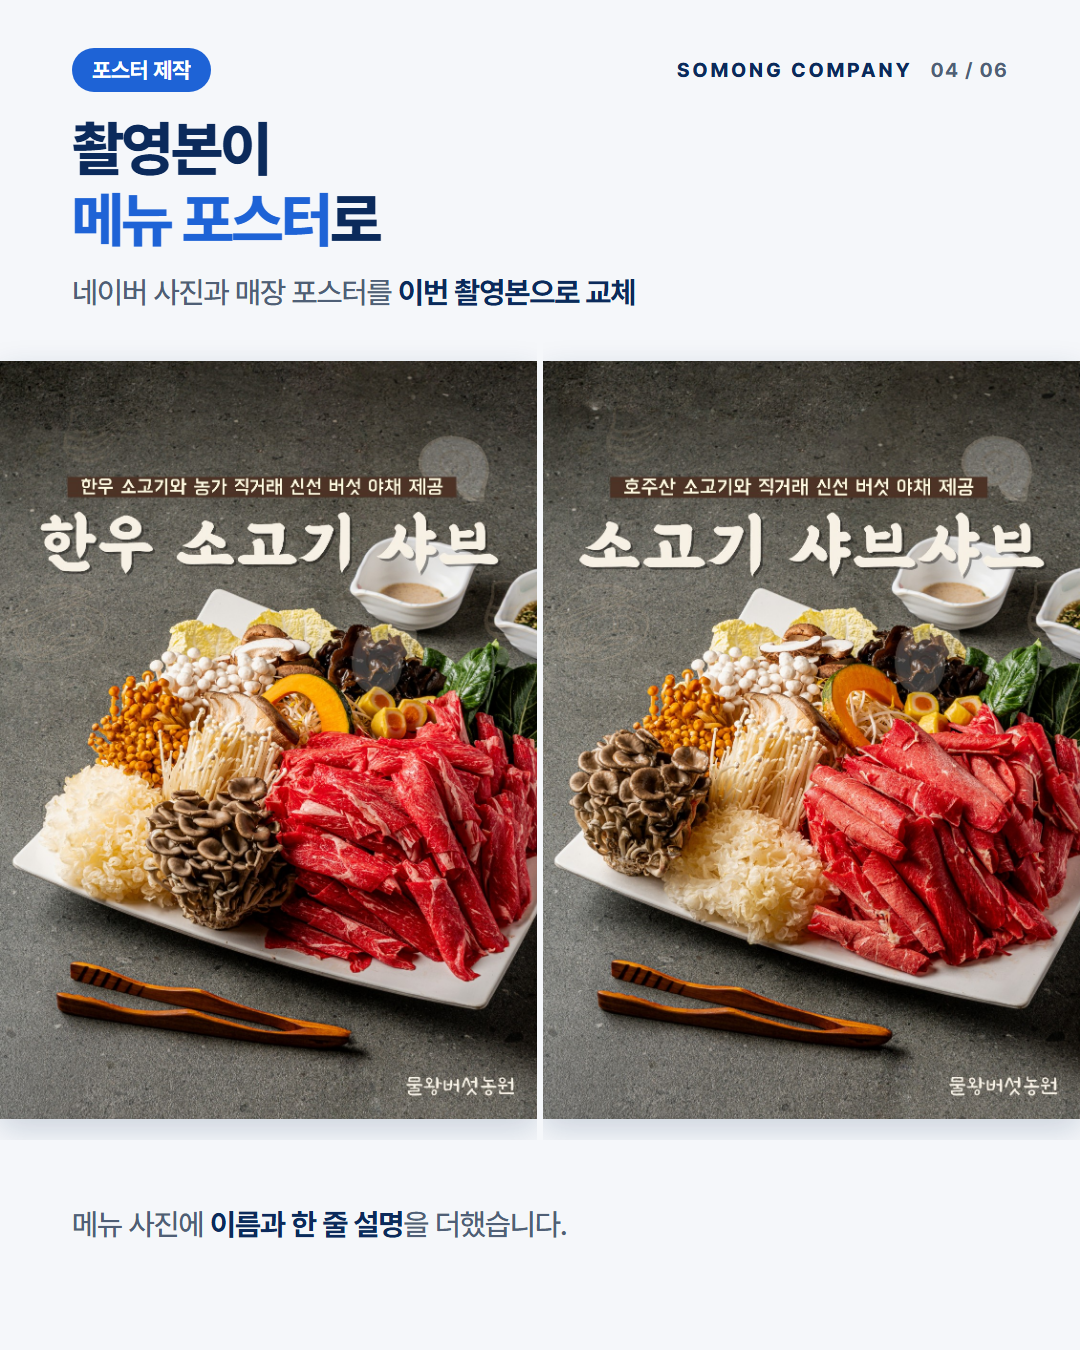 포스터 제작
SOMONG COMPANY 04 / 06
촬영본이
메뉴 포스터로
네이버 사진과 매장 포스터를 이번 촬영본으로 교체
한우 소고기와 농가 직거래 신선 버섯 야채 제공
한우 소고기 샤브
물왕버섯농원
호주산 소고기와 직거래 신선 버섯 야채 제공
소고기 샤브샤브
물왕버섯농원
메뉴 사진에 이름과 한 줄 설명을 더했습니다.